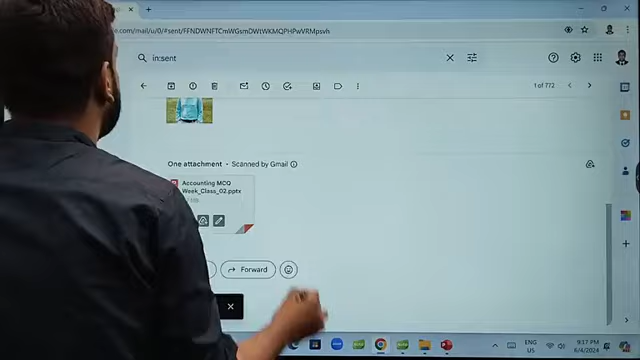 e.com/mail/u/0/#sent/FFNDWNFTCmWGsmDWtWKMQPHPwVRMpsvh
in:sent
1 of 772
One attachment • Scanned by Gmail
Accounting MCQ
Week_Class_02.pptx
Forward
ENG
US
9:17 PM
6/4/2024